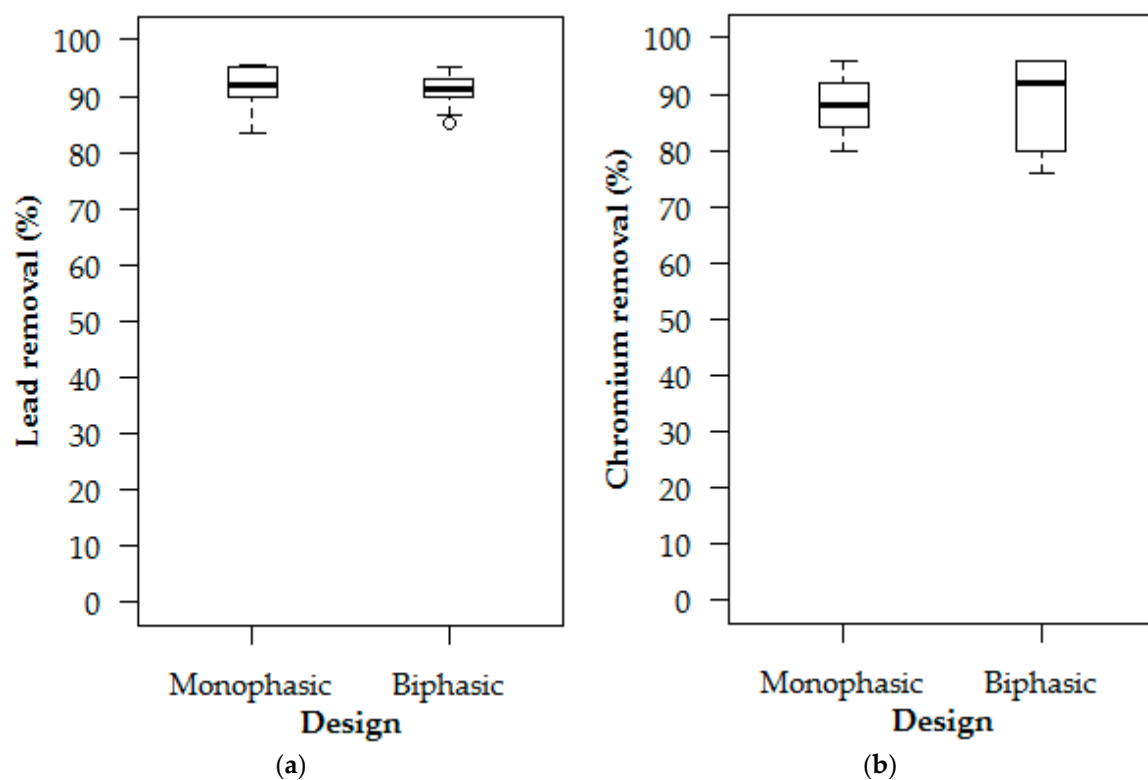 Lead removal (%)
100
90
80
70
60
50
40
30
20
10
0
Monophasic Biphasic
Design
(a)
Chromium removal (%)
100
90
80
70
60
50
40
30
20
10
0
Monophasic Biphasic
Design
(b)